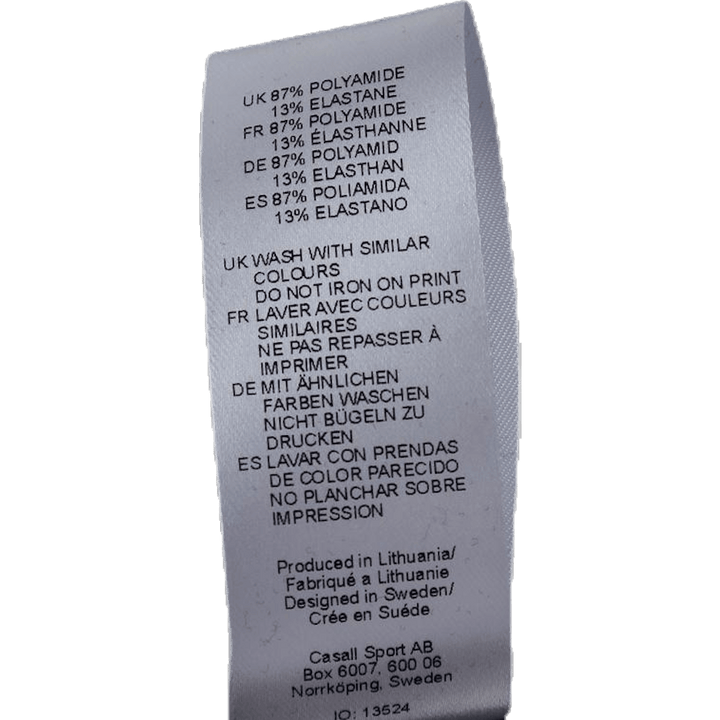 UK 87% POLYAMIDE
13% ELASTANE
FR 87% POLYAMIDE
13% ÉLASTHANNE
DE 87% POLYAMID
13% ELASTHAN
ES 87% POLIAMIDA
13% ELASTANO
UK WASH WITH SIMILAR
COLOURS
DO NOT IRON ON PRINT
FR LAVER AVEC COULEURS
SIMILAIRES
NE PAS REPASSER À
IMPRIMER
DE MIT ÄHNLICHEN
FARBEN WASCHEN
NICHT BÜGELN ZU
DRUCKEN
ES LAVAR CON PRENDAS
DE COLOR PARECIDO
NO PLANCHAR SOBRE
IMPRESSION
Produced in Lithuania/
Fabriqué a Lithuanie
Designed in Sweden/
Crée en Suéde
Casall Sport AB
Box 6007, 600 06
Norrköping, Sweden
IO: 13524